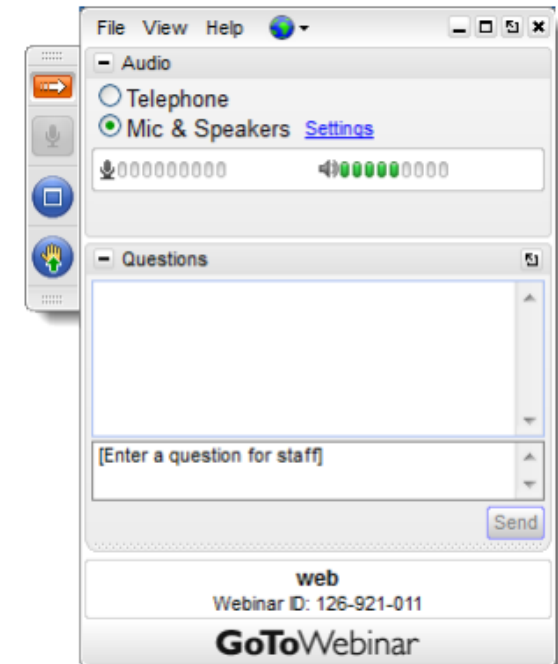 File View Help
Audio
Telephone
Mic & Speakers Settings
Questions
[Enter a question for staff]
Send
web
Webinar ID: 126-921-011
GoToWebinar